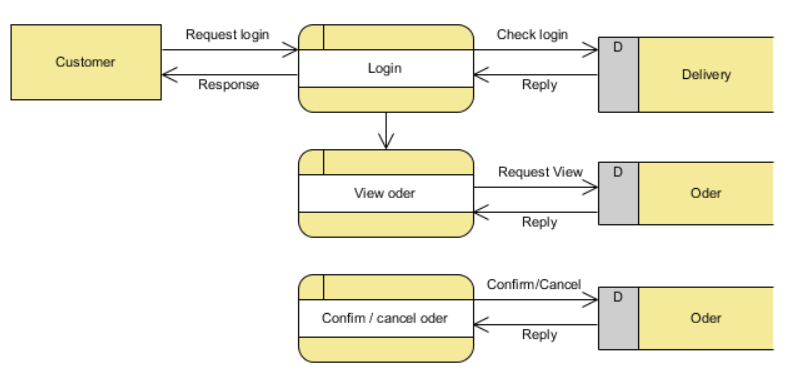 Request login
Check login
D
Customer
Login
Delivery
Response
Reply
Request View
D
View oder
Oder
Reply
Confirm/Cancel
D
Confim / cancel oder
Oder
Reply